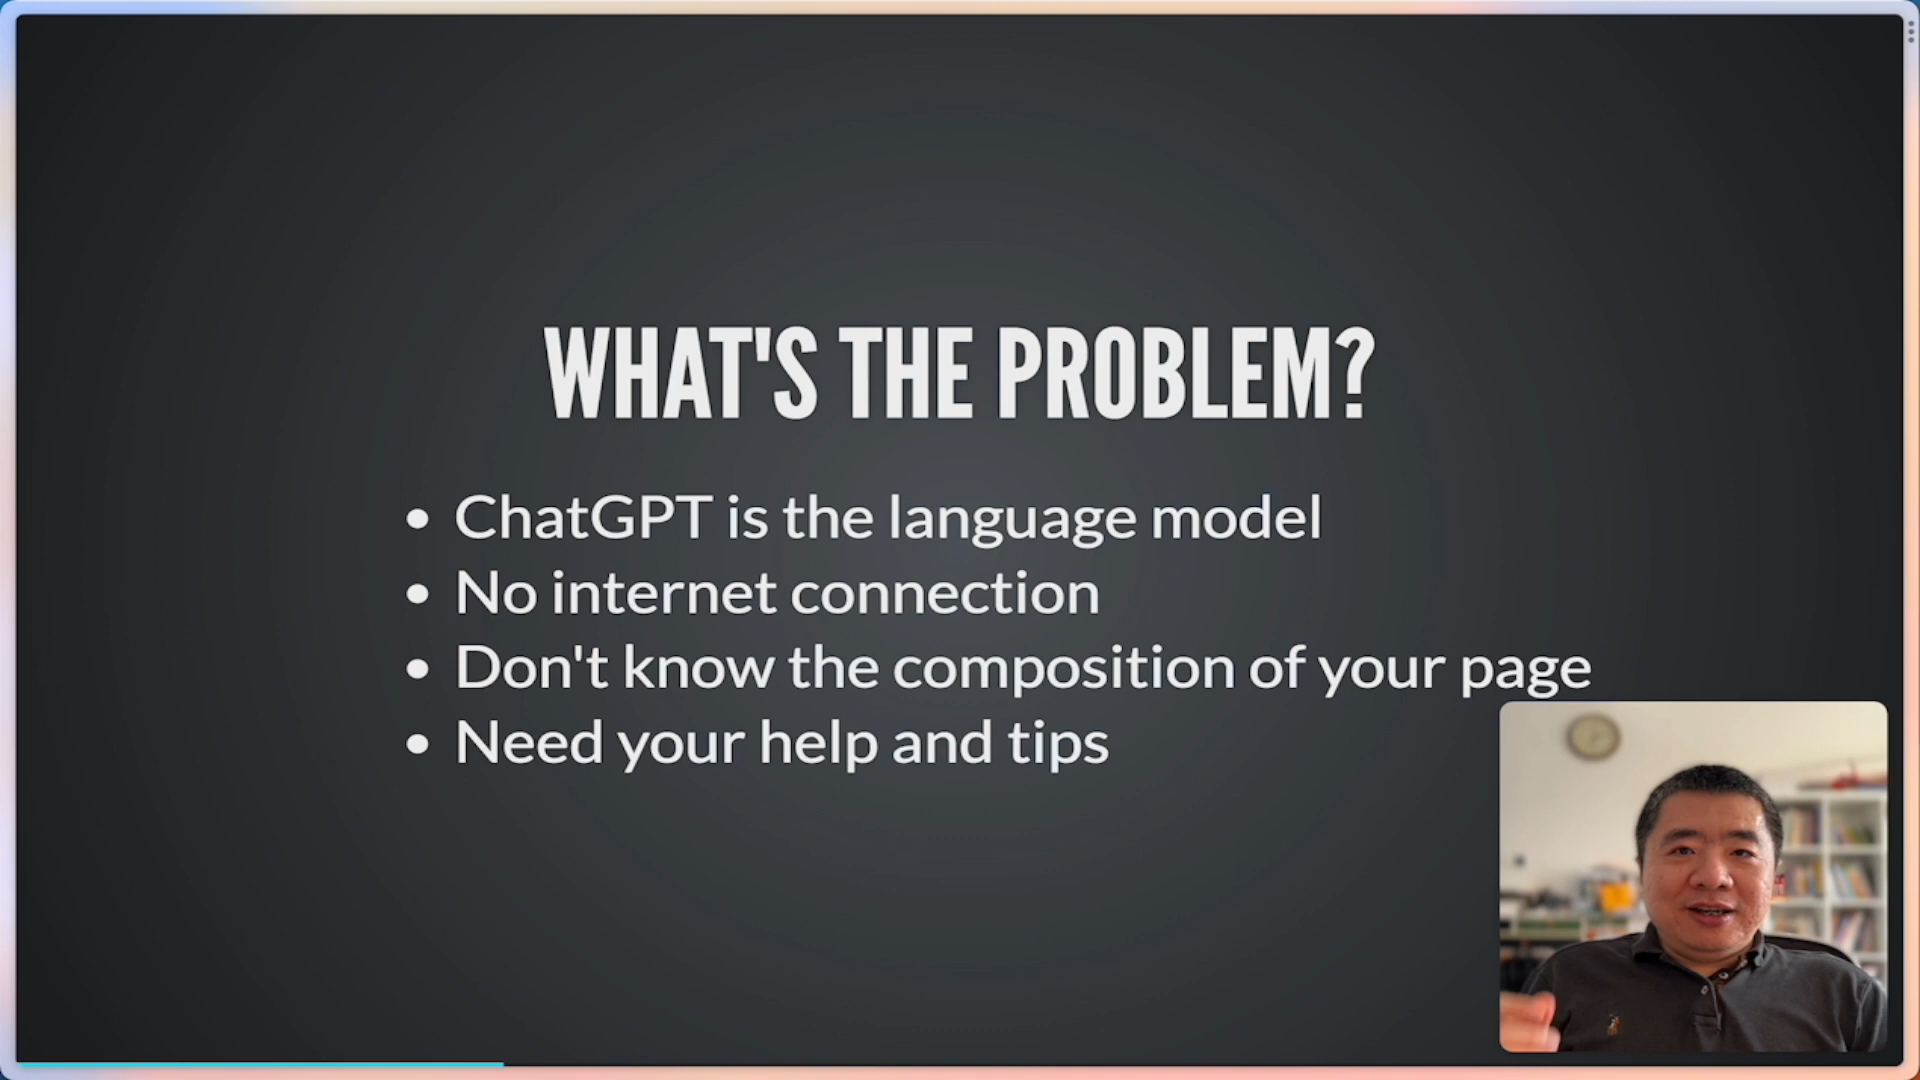 WHAT'S THE PROBLEM?
• ChatGPT is the language model
• No internet connection
• Don't know the composition of your page
• Need your help and tips